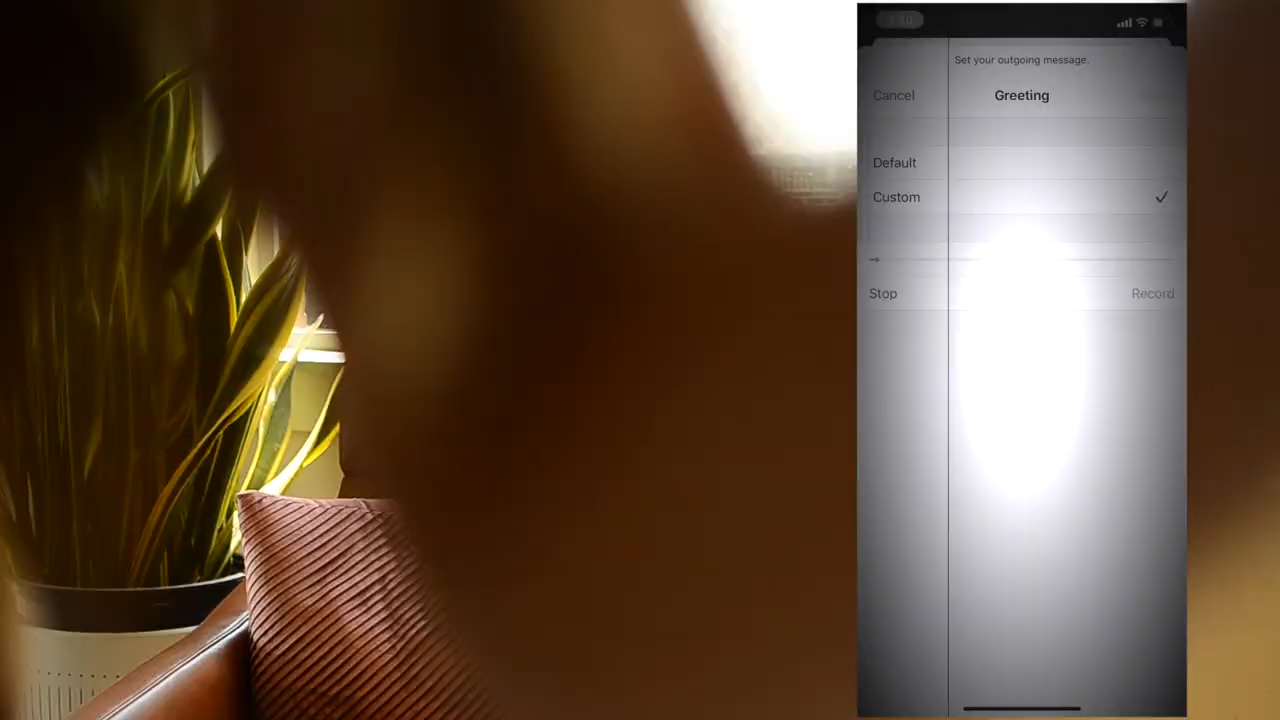 Set your outgoing message.
Cancel
Greeting
Default
Custom
Stop
Record